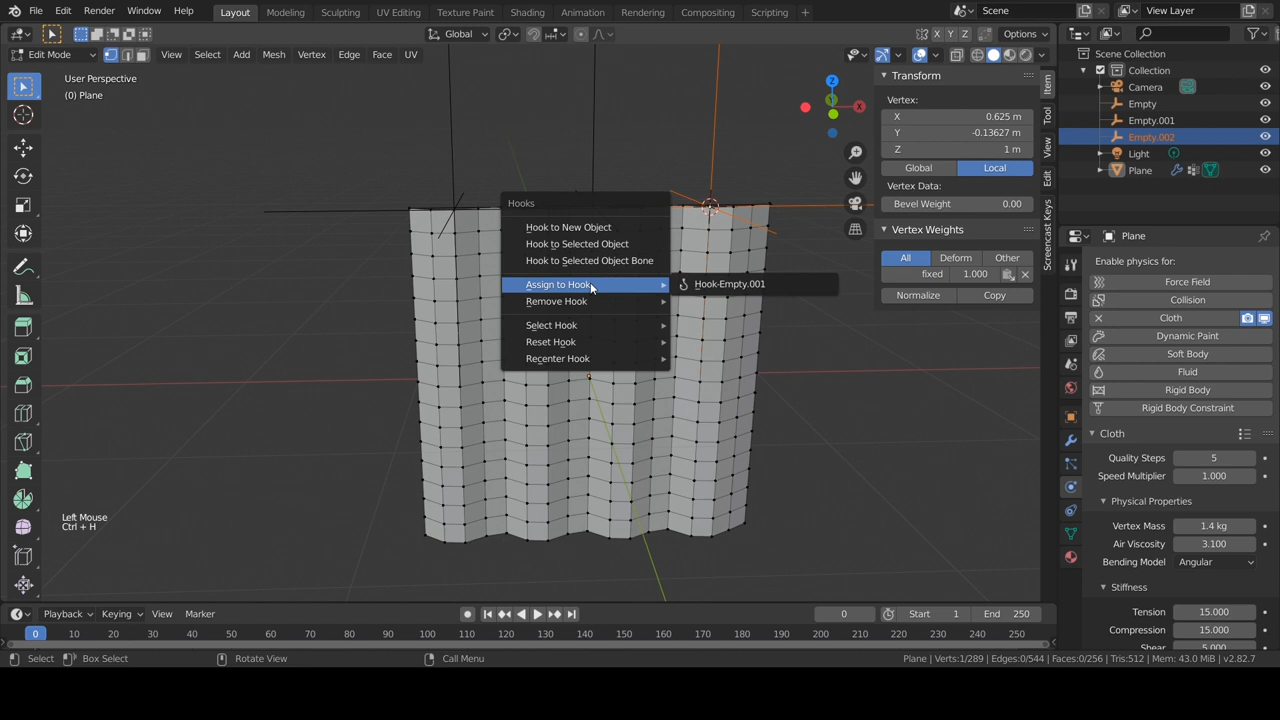 File Edit Render Window Help Layout Modeling Sculpting UV Editing Texture Paint Shading Animation Rendering Compositing Scripting + Scene View Layer
Global X Y Z Options
Edit Mode View Select Add Mesh Vertex Edge Face UV
User Perspective
(0) Plane
Z
X
Y
Transform
Vertex:
X 0.625 m
Y -0.13627 m
Z 1 m
Global Local
Vertex Data:
Bevel Weight 0.00
Vertex Weights
All Deform Other
fixed 1.000
Normalize Copy
Item
Tool
View
Edit
Screencast Keys
Hooks
Hook to New Object
Hook to Selected Object
Hook to Selected Object Bone
Assign to Hook
Hook-Empty.001
Remove Hook
Select Hook
Reset Hook
Recenter Hook
Left Mouse
Ctrl + H
Scene Collection
Collection
Camera
Empty
Empty.001
Empty.002
Light
Plane
Plane
Enable physics for:
Force Field
Collision
Cloth
Dynamic Paint
Soft Body
Fluid
Rigid Body
Rigid Body Constraint
Cloth
Quality Steps 5
Speed Multiplier 1.000
Physical Properties
Vertex Mass 1.4 kg
Air Viscosity 3.100
Bending Model Angular
Stiffness
Tension 15.000
Compression 15.000
Shear 5.000
Playback Keying View Marker 0 Start 1 End 250
0 10 20 30 40 50 60 70 80 90 100 110 120 130 140 150 160 170 180 190 200 210 220 230 240 250
Select Box Select Rotate View Call Menu Plane | Verts:1/289 | Edges:0/544 | Faces:0/256 | Tris:512 | Mem: 43.0 MiB | v2.82.7